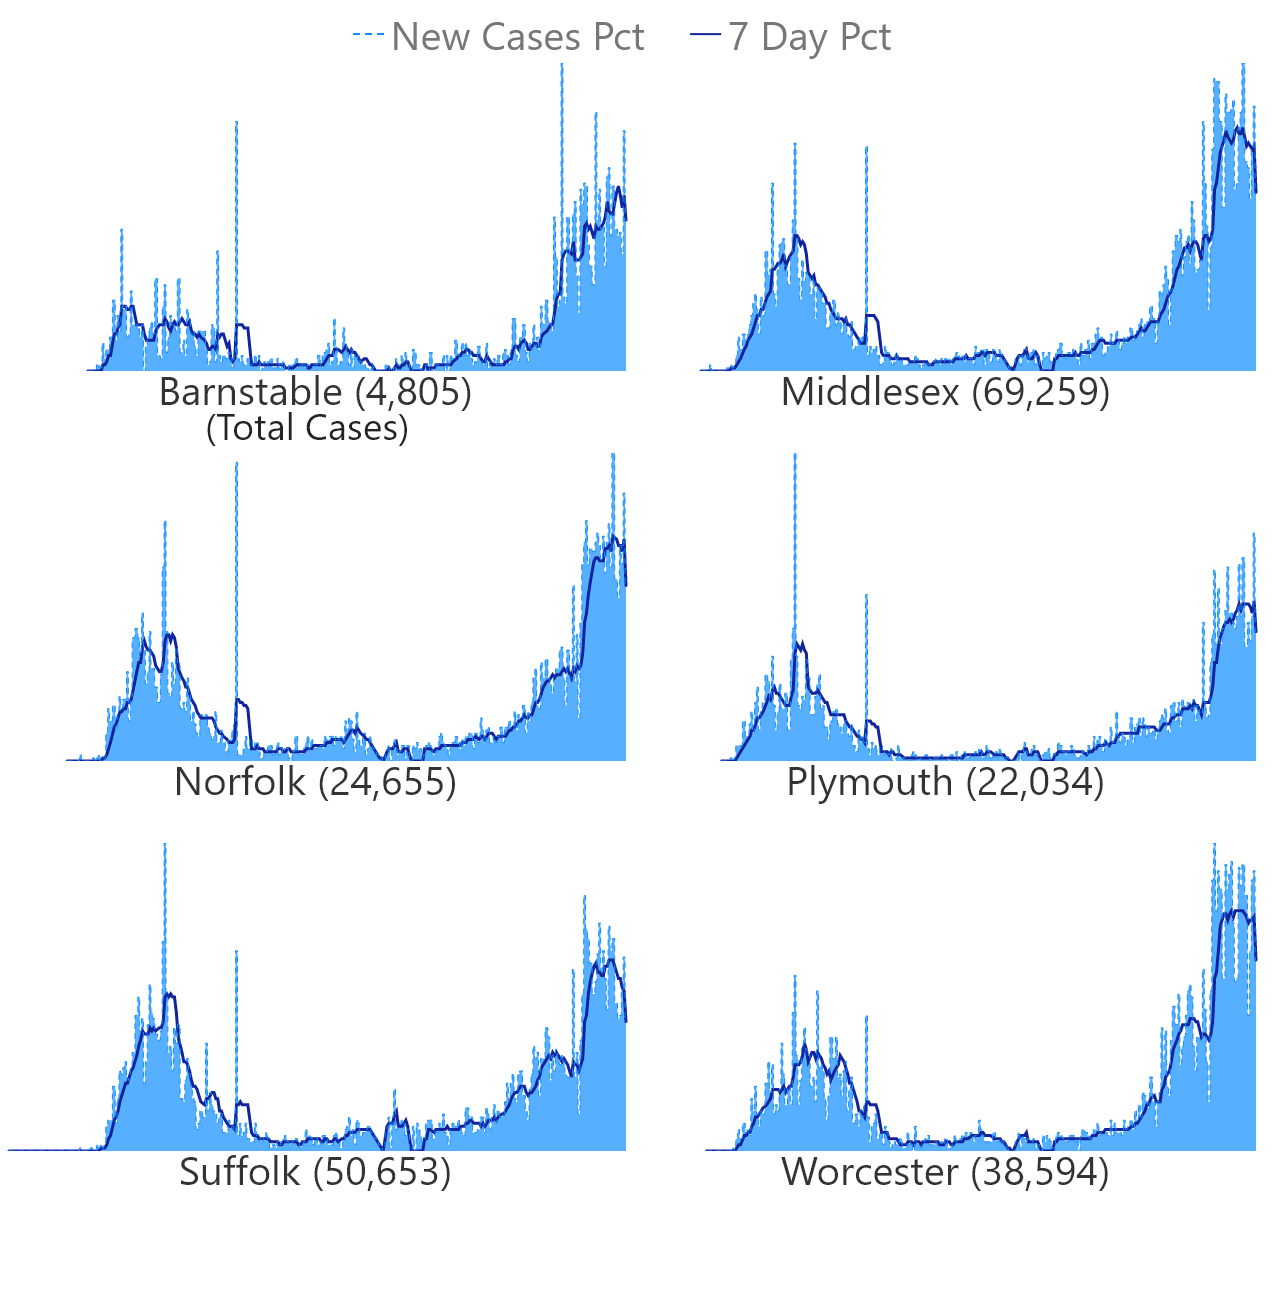 New Cases Pct 7 Day Pct
Barnstable (4,805)
(Total Cases)
Middlesex (69,259)
Norfolk (24,655)
Plymouth (22,034)
Suffolk (50,653)
Worcester (38,594)